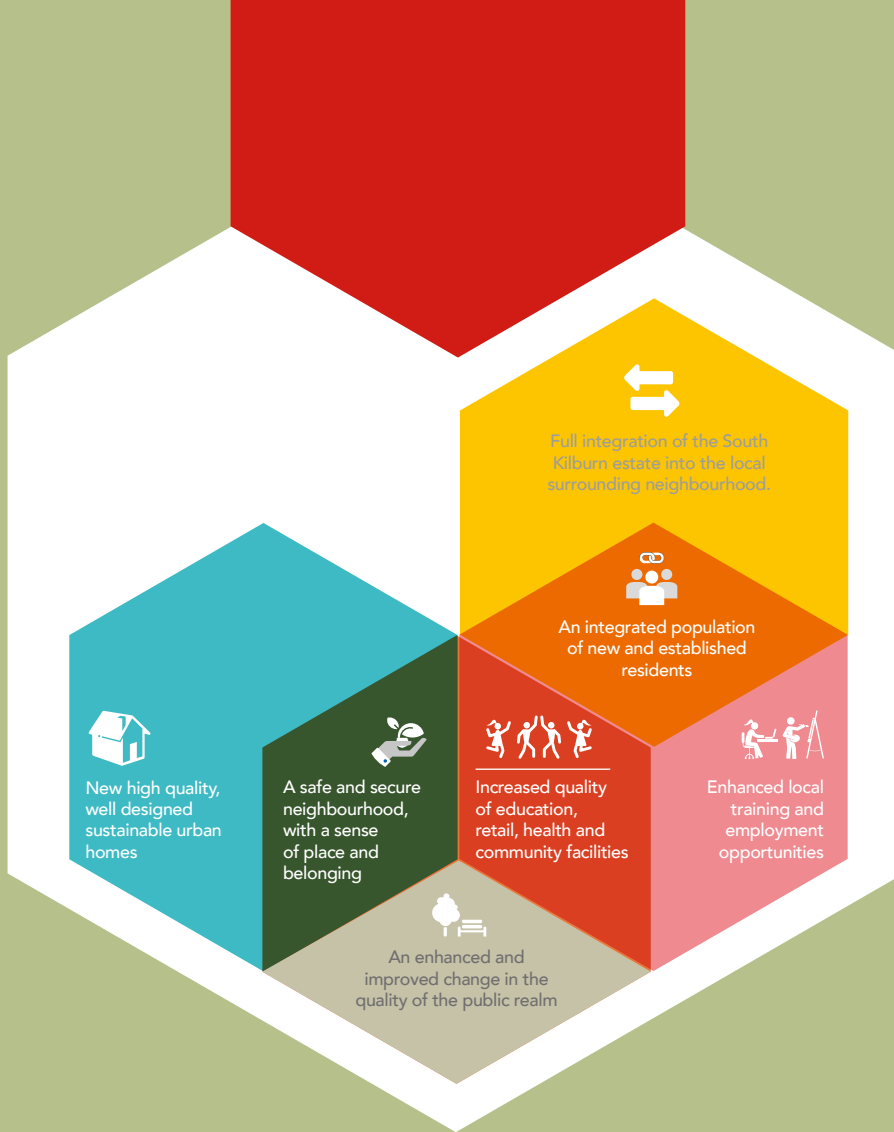 Full integration of the South
Kilburn estate into the local
surrounding neighbourhood.
An integrated population
of new and established
residents
New high quality,
well designed
sustainable urban
homes
A safe and secure
neighbourhood,
with a sense
of place and
belonging
Increased quality
of education,
retail, health and
community facilities
Enhanced local
training and
employment
opportunities
An enhanced and
improved change in the
quality of the public realm